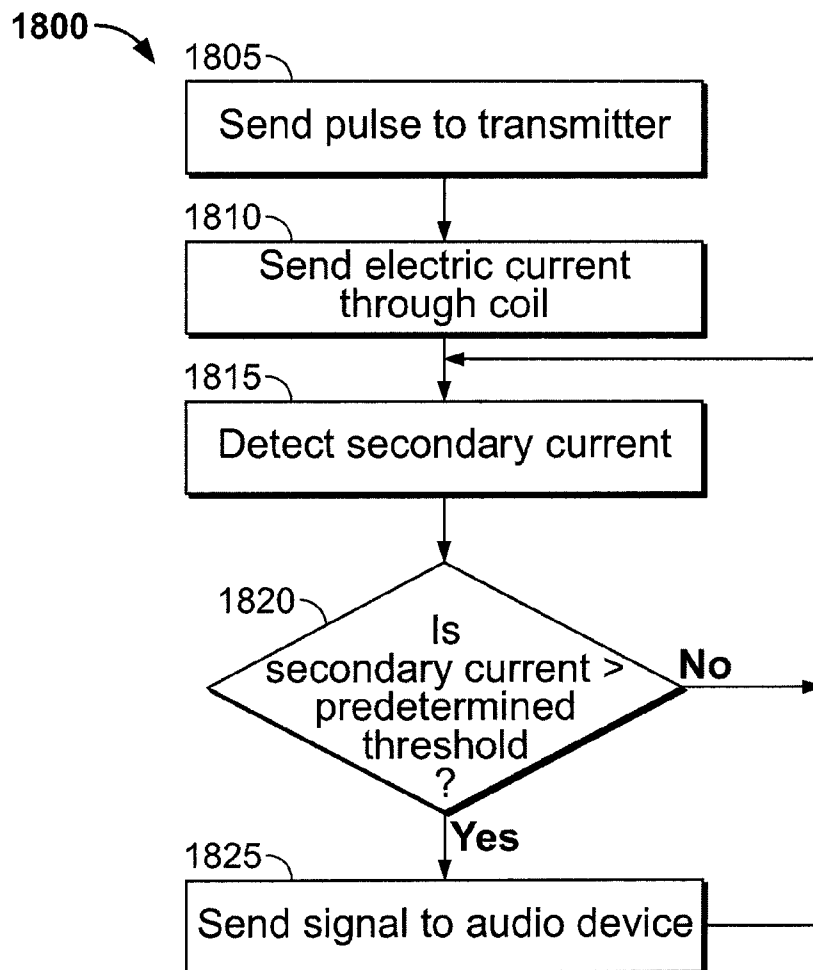 1800
1805
Send pulse to transmitter
1810
Send electric current
through coil
1815
Detect secondary current
1820
Is
secondary current >
predetermined
threshold
?
No
Yes
1825
Send signal to audio device